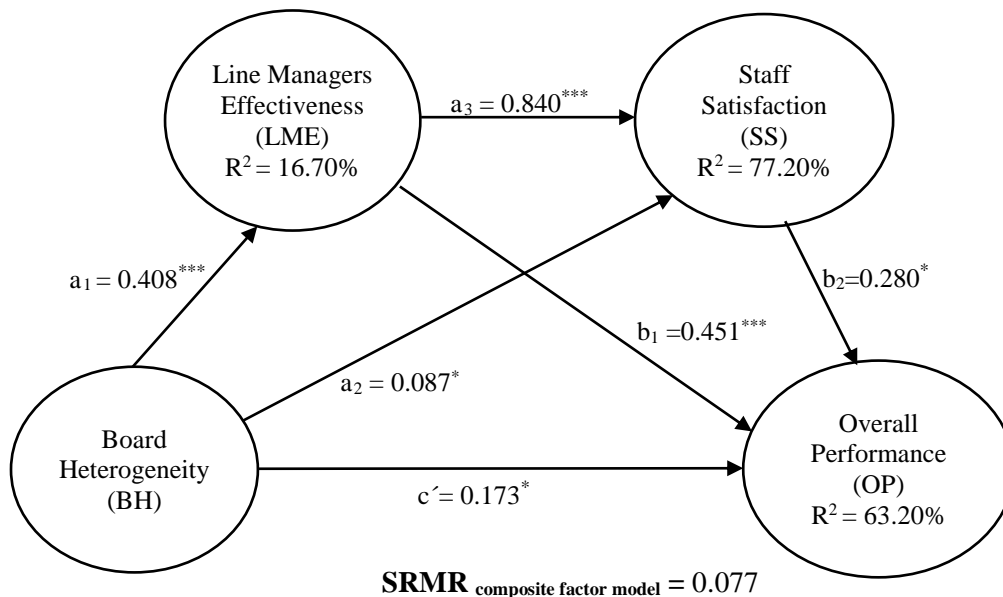 Line Managers
Effectiveness
(LME)
R² = 16.70%
a₃ = 0.840***
Staff
Satisfaction
(SS)
R² = 77.20%
a₁ = 0.408***
b₂=0.280*
b₁ =0.451***
a₂ = 0.087*
Board
Heterogeneity
(BH)
c´= 0.173*
Overall
Performance
(OP)
R² = 63.20%
SRMR composite factor model = 0.077